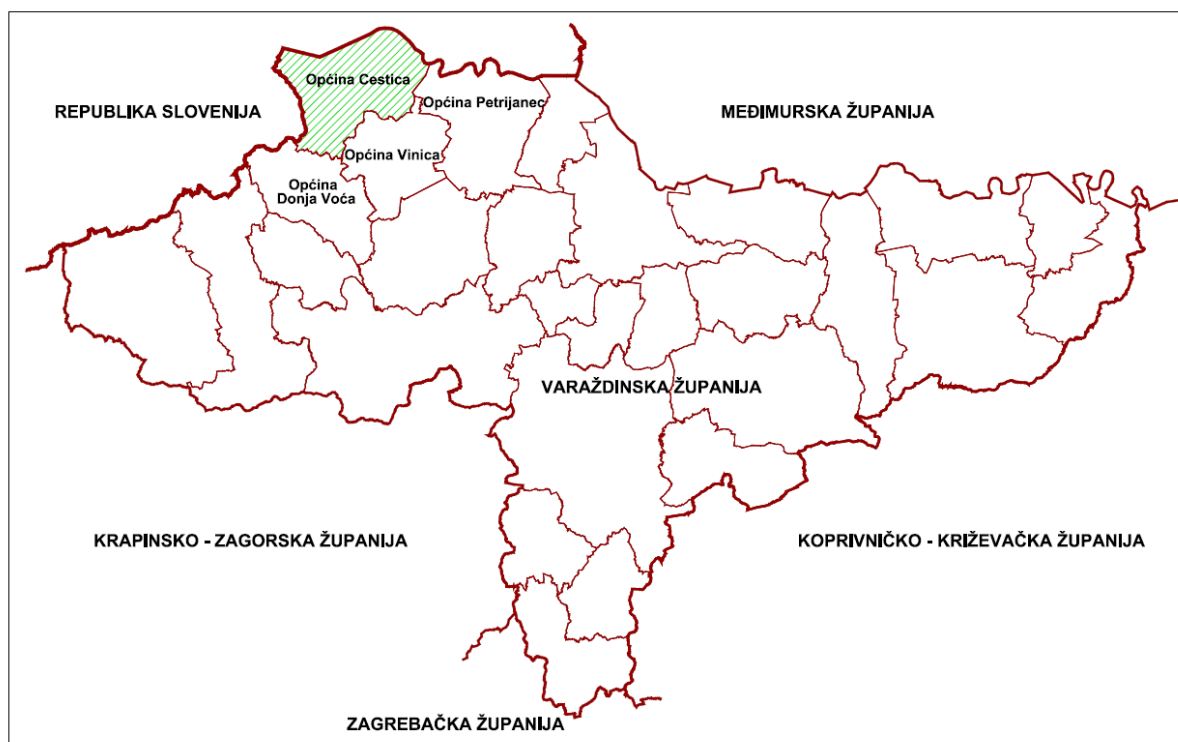 Općina Cestica
Općina Petrijanec
REPUBLIKA SLOVENIJA
MEĐIMURSKA ŽUPANIJA
Općina Vinica
Općina
Donja Voća
VARAŽDINSKA ŽUPANIJA
KRAPINSKO - ZAGORSKA ŽUPANIJA
KOPRIVNIČKO - KRIŽEVAČKA ŽUPANIJA
ZAGREBAČKA ŽUPANIJA